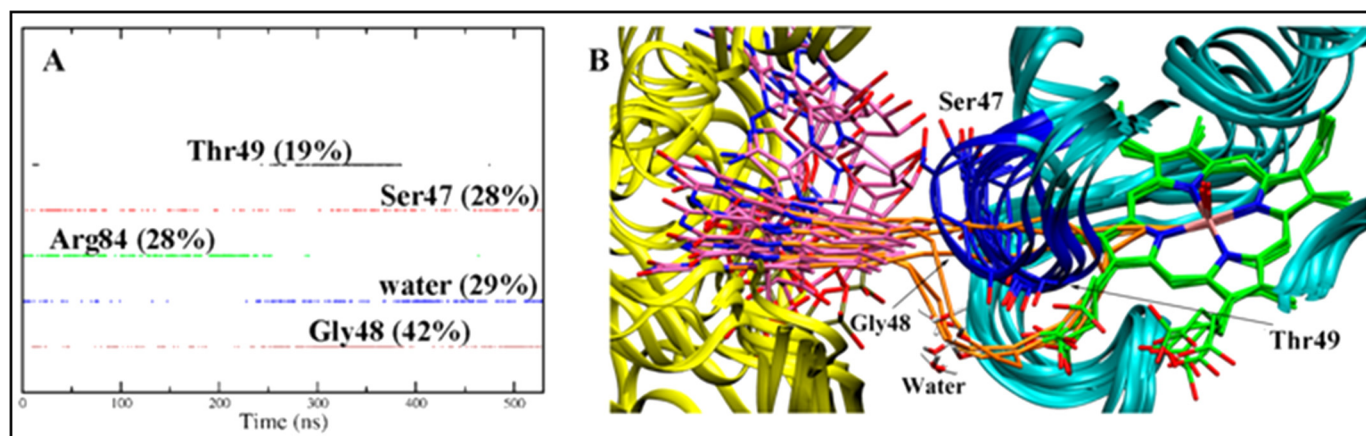 A
Thr49 (19%)
Ser47 (28%)
Arg84 (28%)
water (29%)
Gly48 (42%)
0 100 200 300 400 500
Time (ns)
B
Ser47
Gly48
Thr49
Water